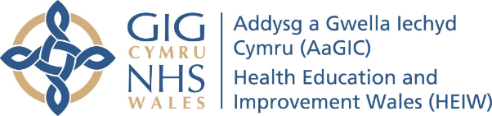 GIG
CYMRU
NHS
WALES
Addysg a Gwella Iechyd
Cymru (AaGIC)
Health Education and
Improvement Wales (HEIW)